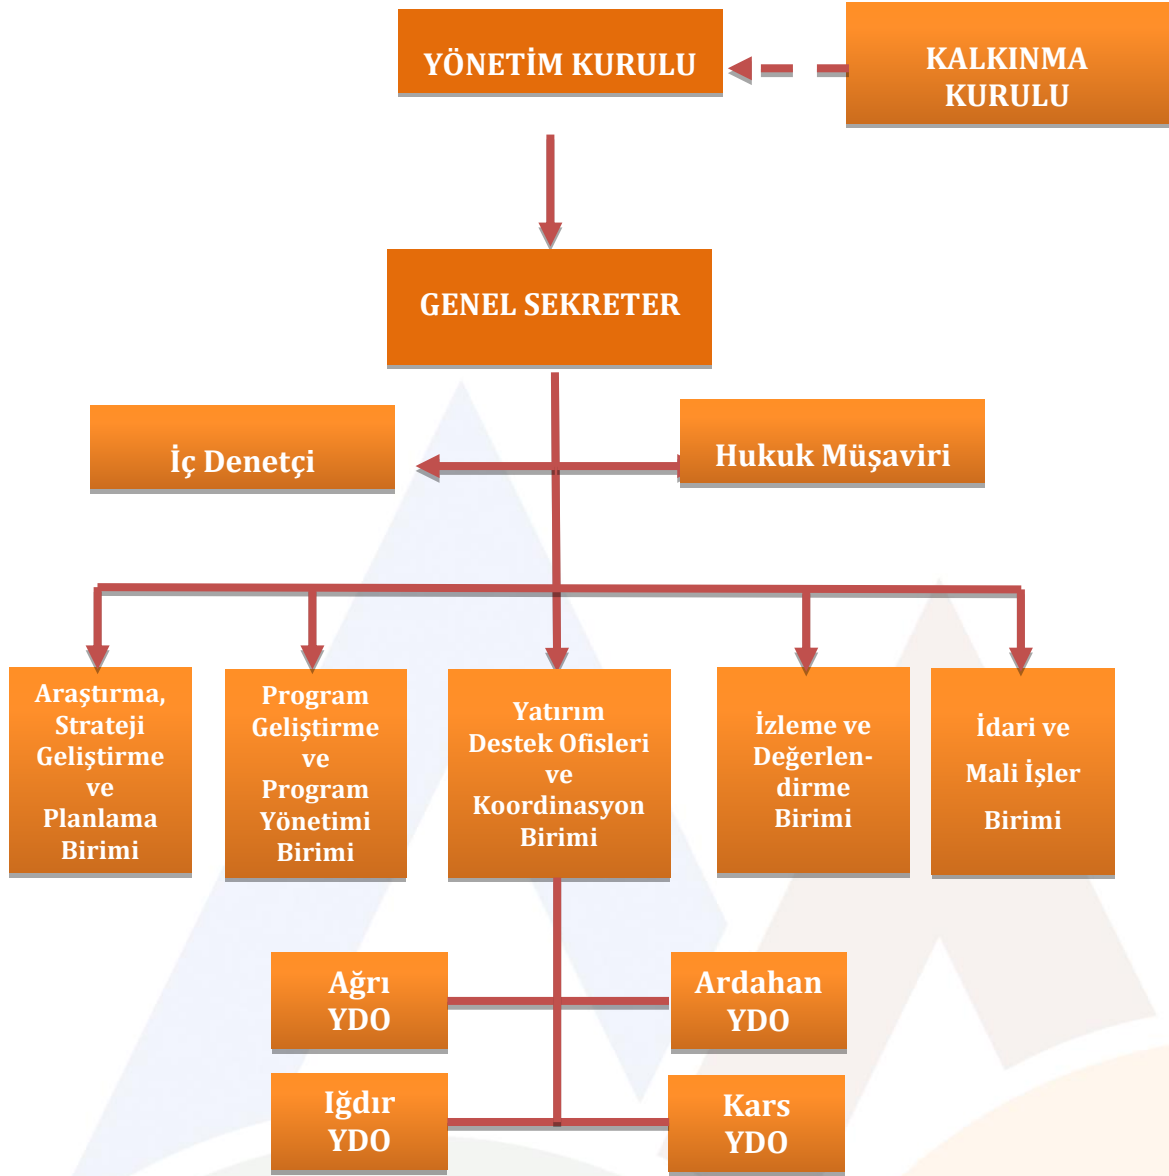 YÖNETİM KURULU
KALKINMA
KURULU
GENEL SEKRETER
İç Denetçi
Hukuk Müşaviri
Araştırma,
Strateji
Geliştirme
ve
Planlama
Birimi
Program
Geliştirme
ve
Program
Yönetimi
Birimi
Yatırım
Destek Ofisleri
ve
Koordinasyon
Birimi
İzleme ve
Değerlen-
dirme
Birimi
İdari ve
Mali İşler
Birimi
Ağrı
YDO
Ardahan
YDO
Iğdır
YDO
Kars
YDO